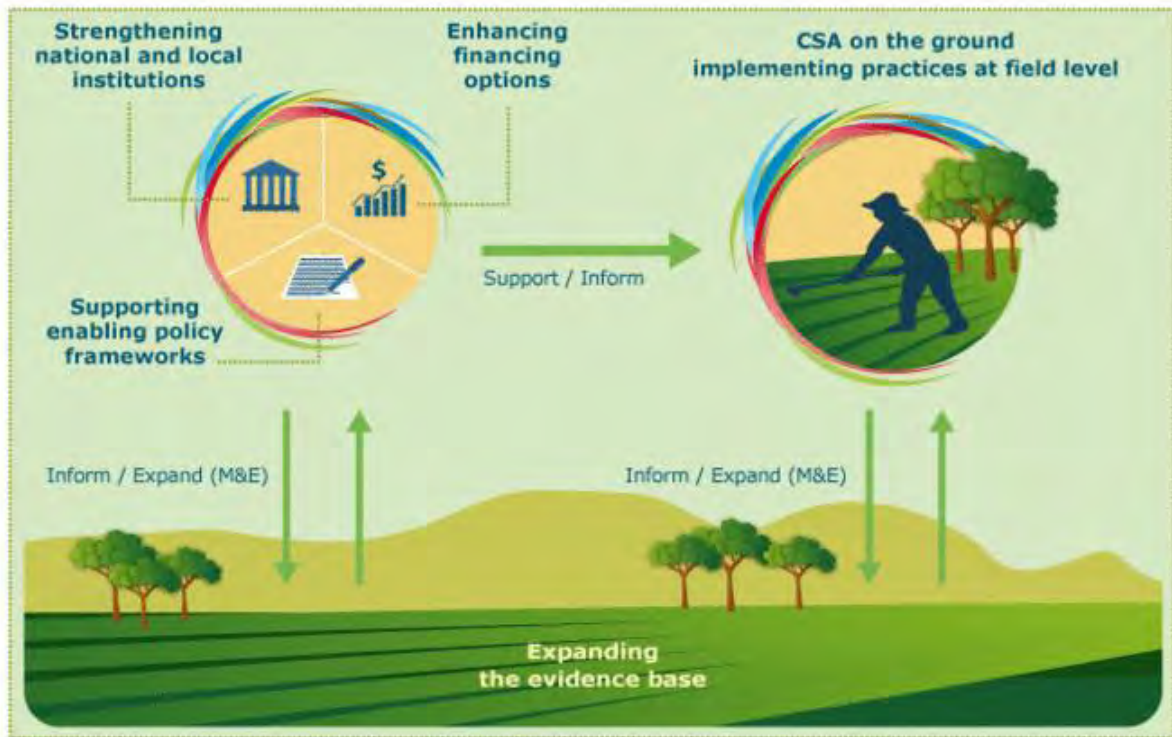 Strengthening
national and local
institutions
Enhancing
financing
options
CSA on the ground
implementing practices at field level
$
Support / Inform
Supporting
enabling policy
frameworks
Inform / Expand (M&E)
Inform / Expand (M&E)
Expanding
the evidence base